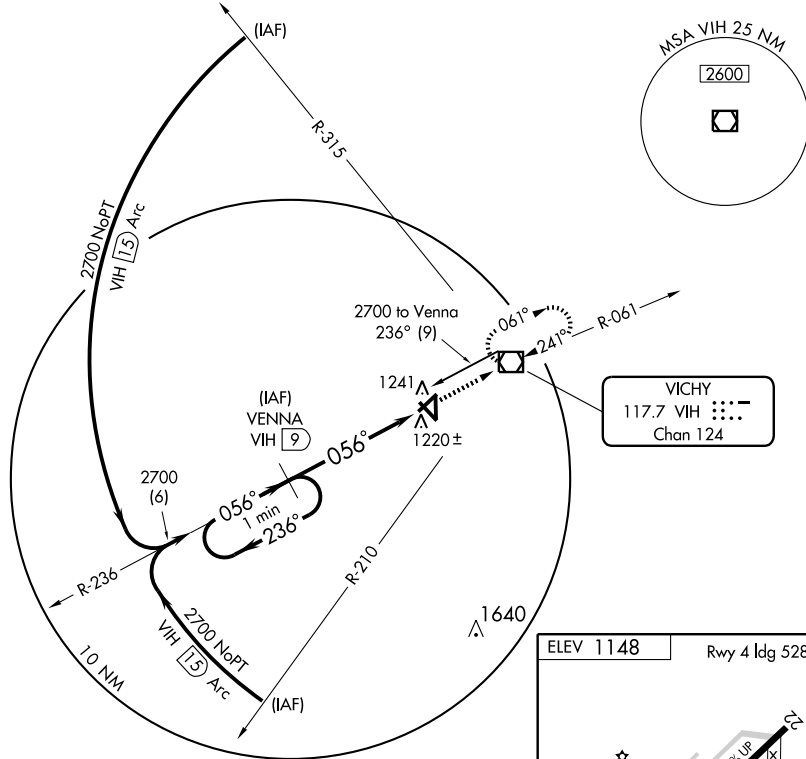 (IAF)
MSA VIH 25 NM
2600
R-315
2700 NoPT
VIH 15 Arc
2700 to Venna
236° (9)
061°
R-061
241°
1241
VICHY
117.7 VIH
Chan 124
(IAF)
VENNA
VIH 9
056°
1220±
2700
(6)
056°
1 min
236°
R-236
R-210
1640
2700 NoPT
VIH 15 Arc
10 NM
(IAF)
ELEV 1148
Rwy 4 ldg 528
22
% UP
X